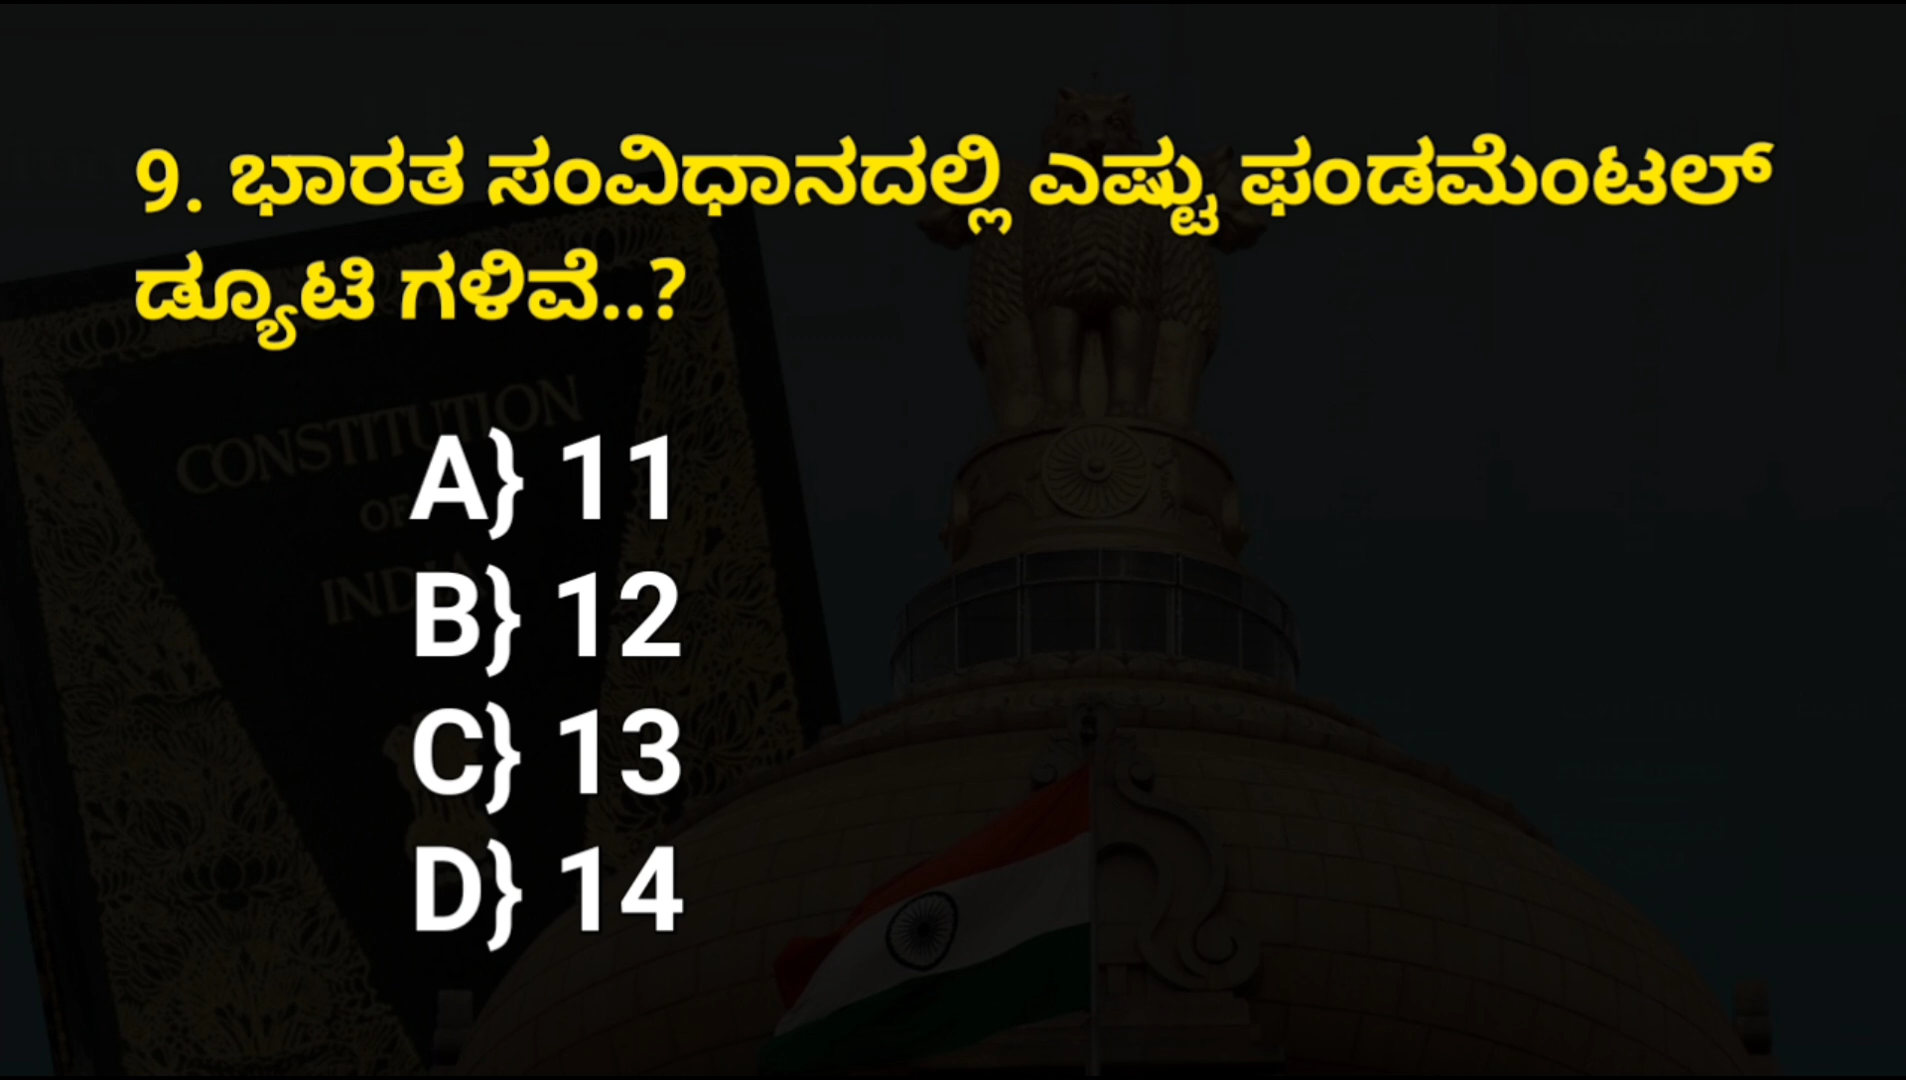 9. ಭಾರತ ಸಂವಿಧಾನದಲ್ಲಿ ಎಷ್ಟು ಫಂಡಮೆಂಟಲ್
ಡ್ಯೂಟಿ ಗಳಿವೆ..?
CONSTITUTION
OF
INDIA
A} 11
B} 12
C} 13
D} 14